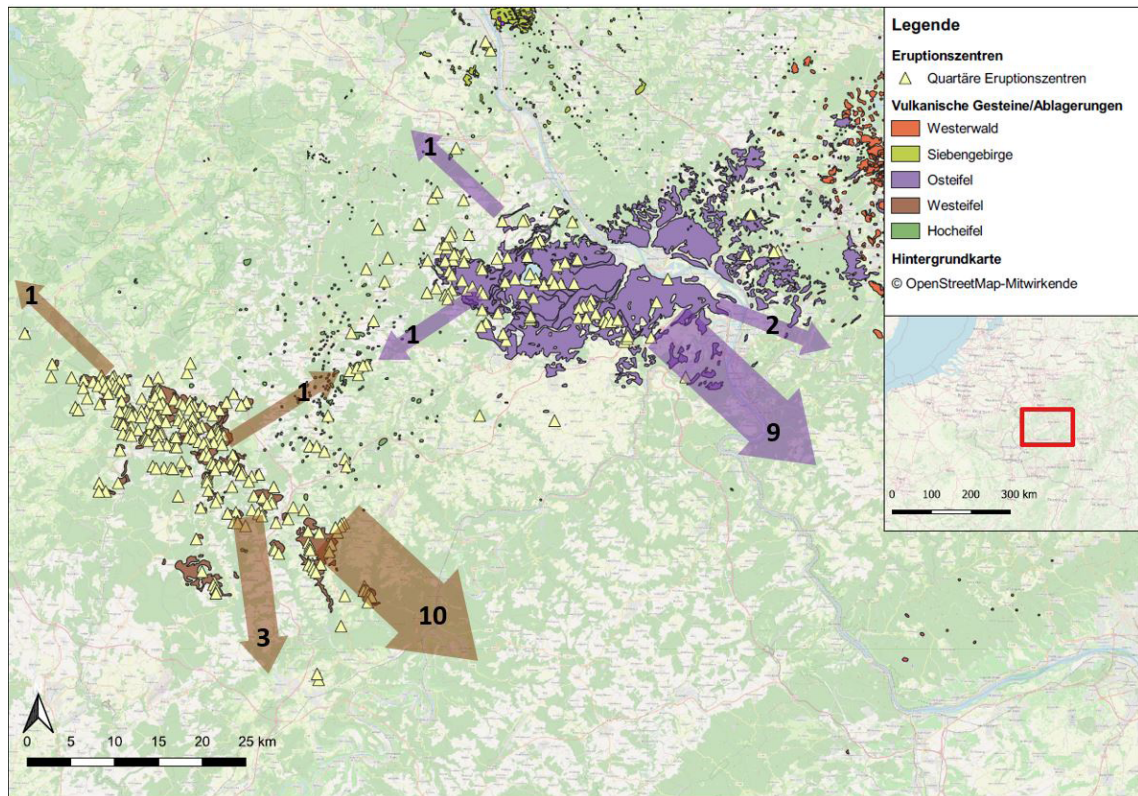 Legende
Eruptionszentren
Quartäre Eruptionszentren
Vulkanische Gesteine/Ablagerungen
Westerwald
Siebengebirge
Osteifel
Westeifel
Hocheifel
Hintergrundkarte
© OpenStreetMap-Mitwirkende
1
1
1
2
1
9
10
3
0 100 200 300 km
0 5 10 15 20 25 km